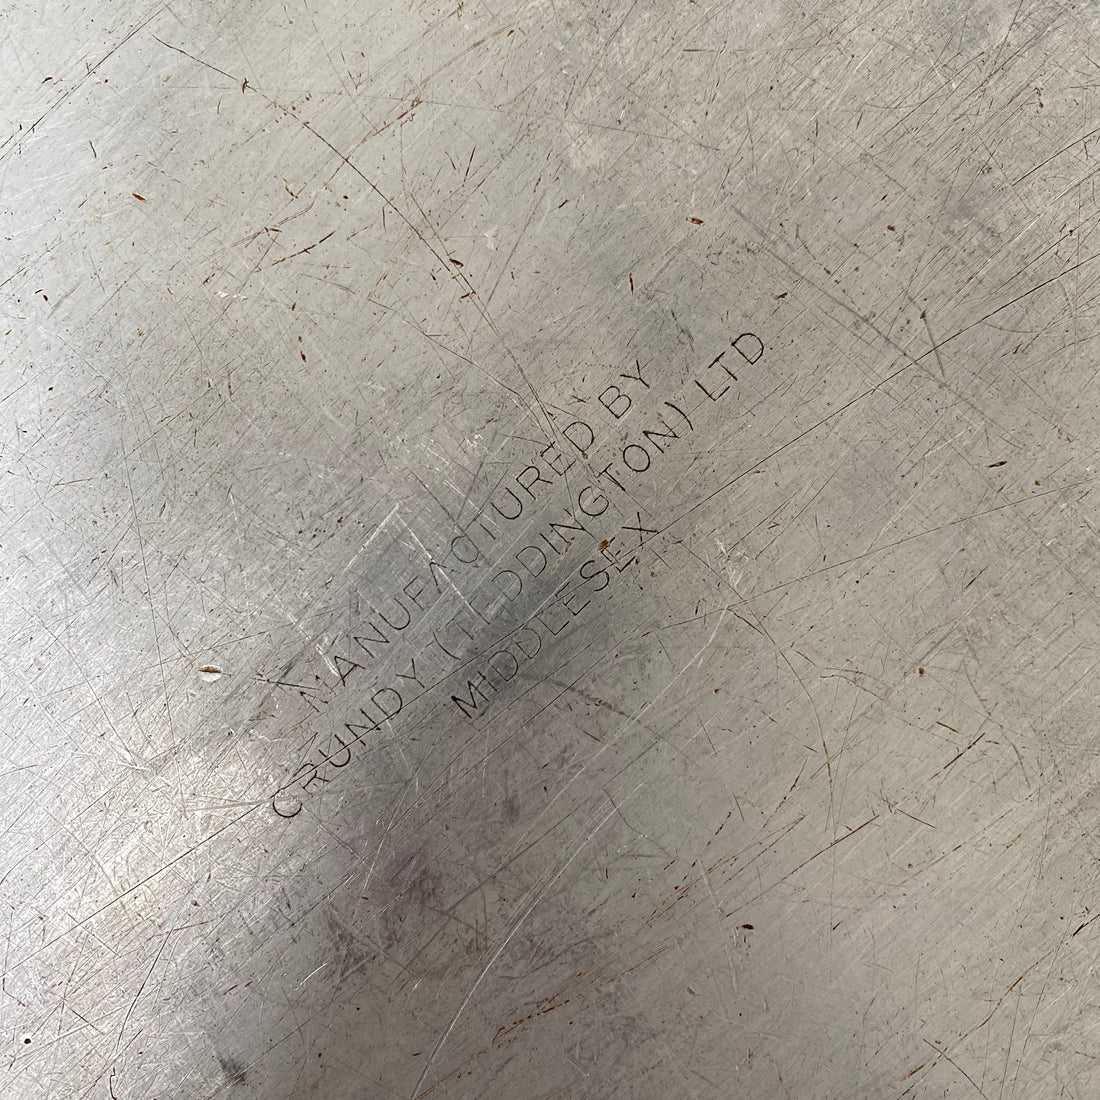 MANUFACTURED BY
GRUNDY (TEDDINGTON) LTD
MIDDLESEX